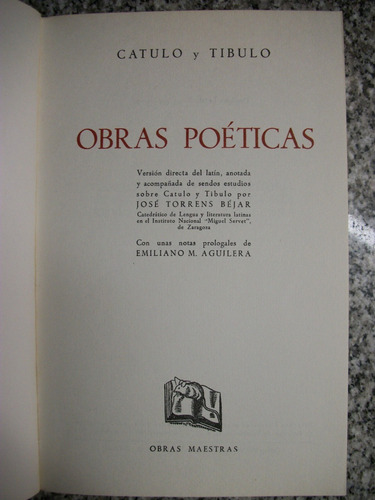 CATULO y TIBULO
OBRAS POÉTICAS
Versión directa del latín, anotada
y acompañada de sendos estudios
sobre Catulo y Tíbulo por
JOSÉ TORRENS BÉJAR
Catedrático de Lengua y literatura latinas
en el Instituto Nacional "Miguel Servet",
de Zaragoza
Con unas notas prologales de
EMILIANO M. AGUILERA
OBRAS MAESTRAS